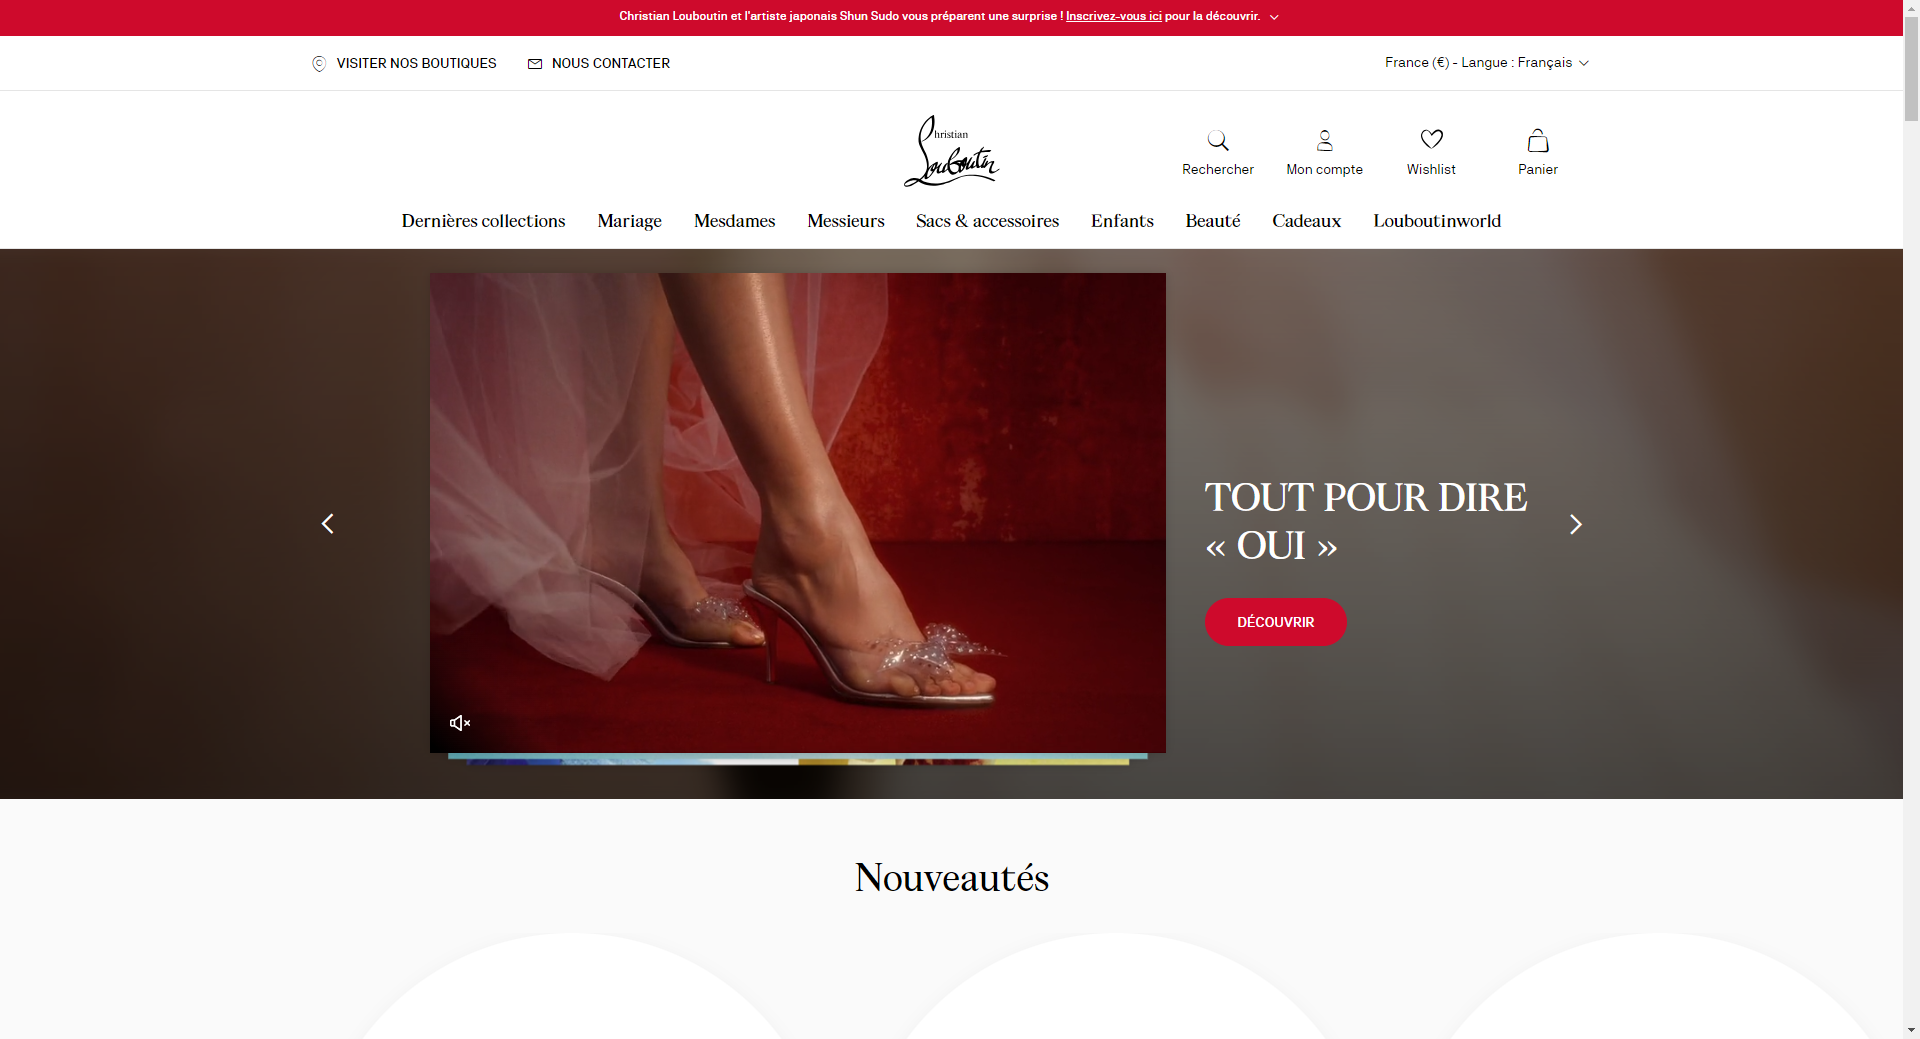 Christian Louboutin et l'artiste japonais Shun Sudo vous préparent une surprise ! Inscrivez-vous ici pour la découvrir.
VISITER NOS BOUTIQUES
NOUS CONTACTER
France (€) - Langue : Français
Christian
Louboutin
Rechercher
Mon compte
Wishlist
Panier
Dernières collections
Mariage
Mesdames
Messieurs
Sacs & accessoires
Enfants
Beauté
Cadeaux
Louboutinworld
TOUT POUR DIRE
« OUI »
DÉCOUVRIR
Nouveautés